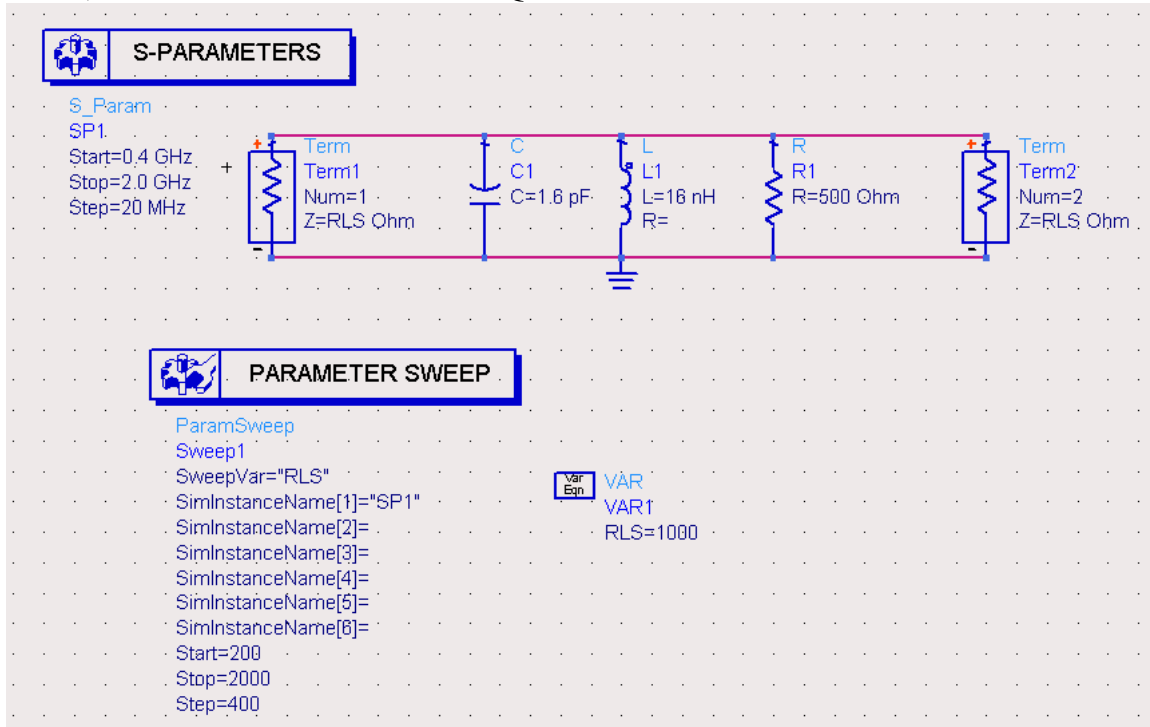 S-PARAMETERS
S_Param
SP1
Start=0.4 GHz
Stop=2.0 GHz
Step=20 MHz
Term
Term1
Num=1
Z=RLS Ohm
C
C1
C=1.6 pF
L
L1
L=16 nH
R=
R
R1
R=500 Ohm
Term
Term2
Num=2
Z=RLS Ohm
PARAMETER SWEEP
ParamSweep
Sweep1
SweepVar="RLS"
SimInstanceName[1]="SP1"
SimInstanceName[2]=
SimInstanceName[3]=
SimInstanceName[4]=
SimInstanceName[5]=
SimInstanceName[6]=
Start=200
Stop=2000
Step=400
Var
Eqn
VAR
VAR1
RLS=1000